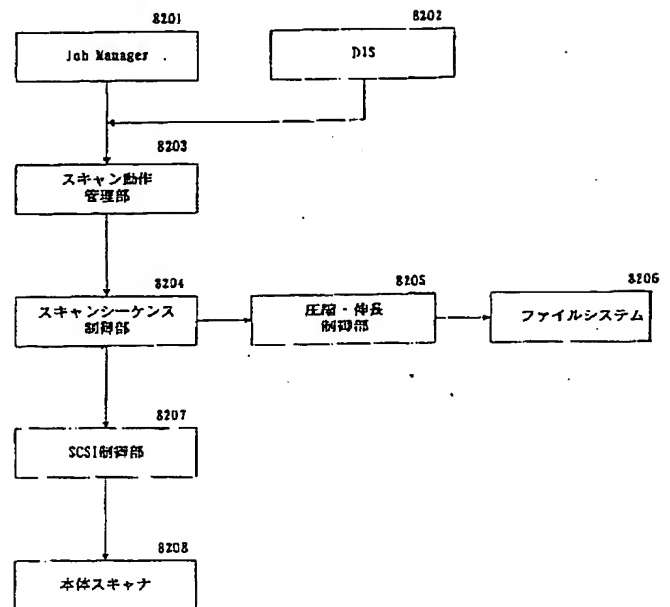 8201
8202
Job Manager
DIS
8203
スキャン動作
管理部
8204
8205
8206
スキャンシーケンス
制御部
圧縮・伸長
制御部
ファイルシステム
8207
SCSI制御部
8208
本体スキャナ